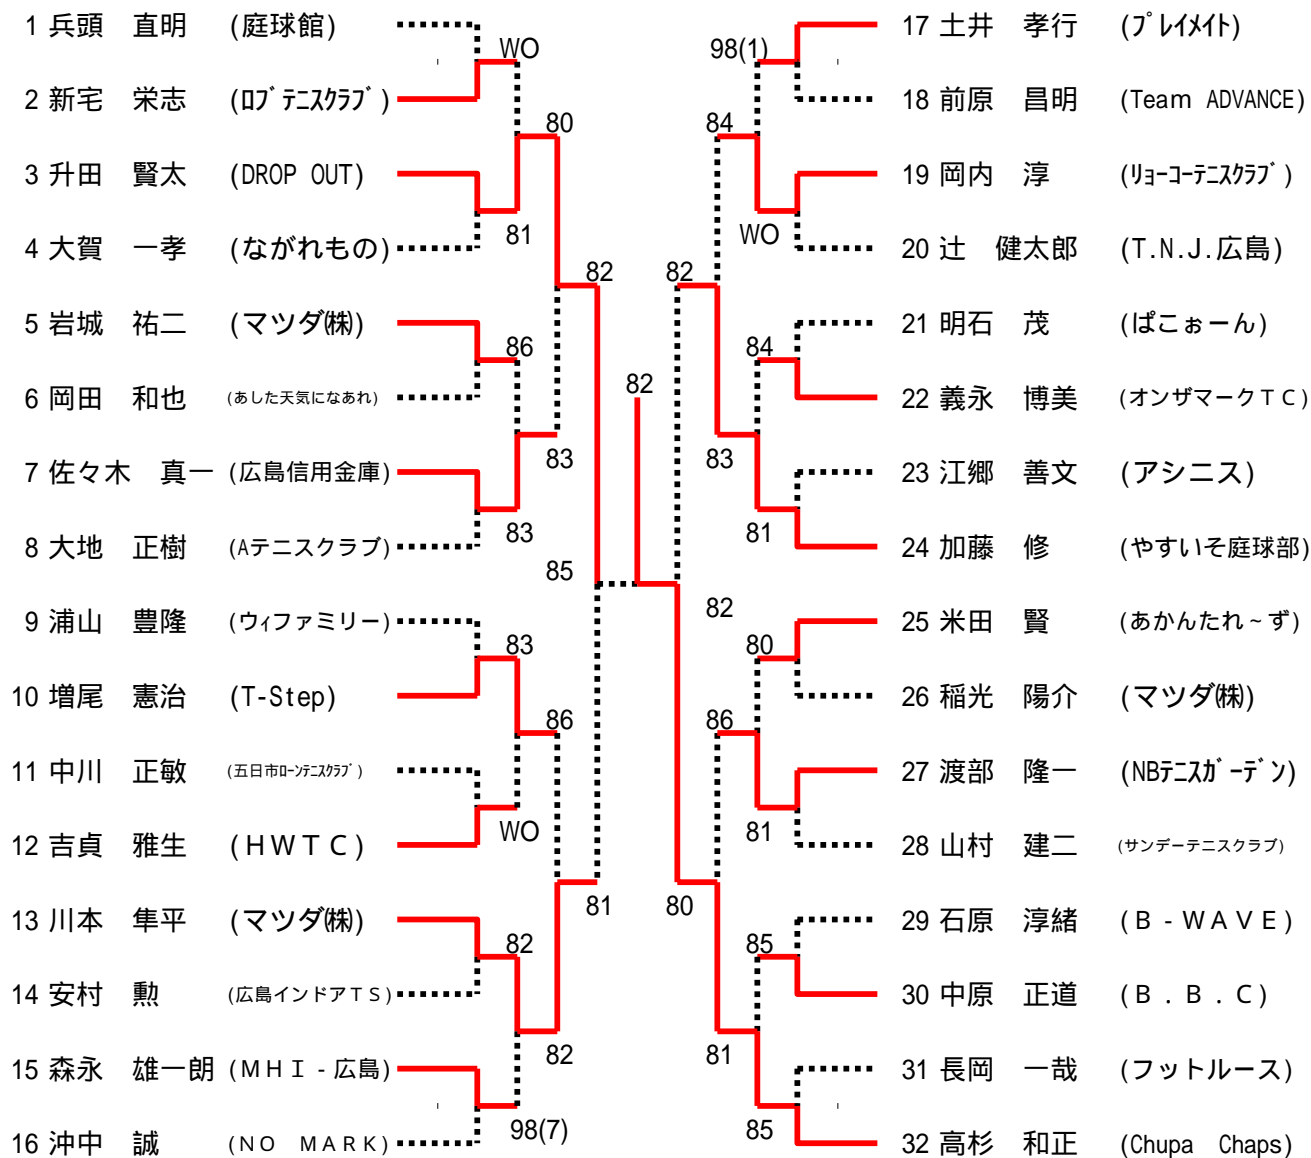 1 兵頭 直明 (庭球館)
WO
2 新宅 栄志 (ロブテニスクラブ)
80
3 升田 賢太 (DROP OUT)
81
4 大賀 一孝 (ながれもの)
82
5 岩城 祐二 (マツダ㈱)
86
6 岡田 和也 (あした天気になあれ)
83
7 佐々木 真一 (広島信用金庫)
83
8 大地 正樹 (Aテニスクラブ)
85
9 浦山 豊隆 (ウィファミリー)
83
10 増尾 憲治 (T-Step)
86
11 中川 正敏 (五日市ローンテニスクラブ)
WO
12 吉貞 雅生 (HWTC)
81
13 川本 隼平 (マツダ㈱)
82
14 安村 勲 (広島インドアTS)
82
15 森永 雄一朗 (MHI-広島)
98(7)
16 沖中 誠 (NO MARK)
82
17 土井 孝行 (プレイメイト)
98(1)
18 前原 昌明 (Team ADVANCE)
84
19 岡内 淳 (リョーコーテニスクラブ)
WO
20 辻 健太郎 (T.N.J.広島)
82
21 明石 茂 (ぱこぉーん)
84
22 義永 博美 (オンザマークTC)
83
23 江郷 善文 (アシニス)
81
24 加藤 修 (やすいそ庭球部)
82
25 米田 賢 (あかんたれ~ず)
80
26 稲光 陽介 (マツダ㈱)
86
27 渡部 隆一 (NBテニスガーデン)
81
28 山村 建二 (サンデーテニスクラブ)
80
29 石原 淳緒 (B-WAVE)
85
30 中原 正道 (B.B.C)
81
31 長岡 一哉 (フットルース)
85
32 高杉 和正 (Chupa Chaps)